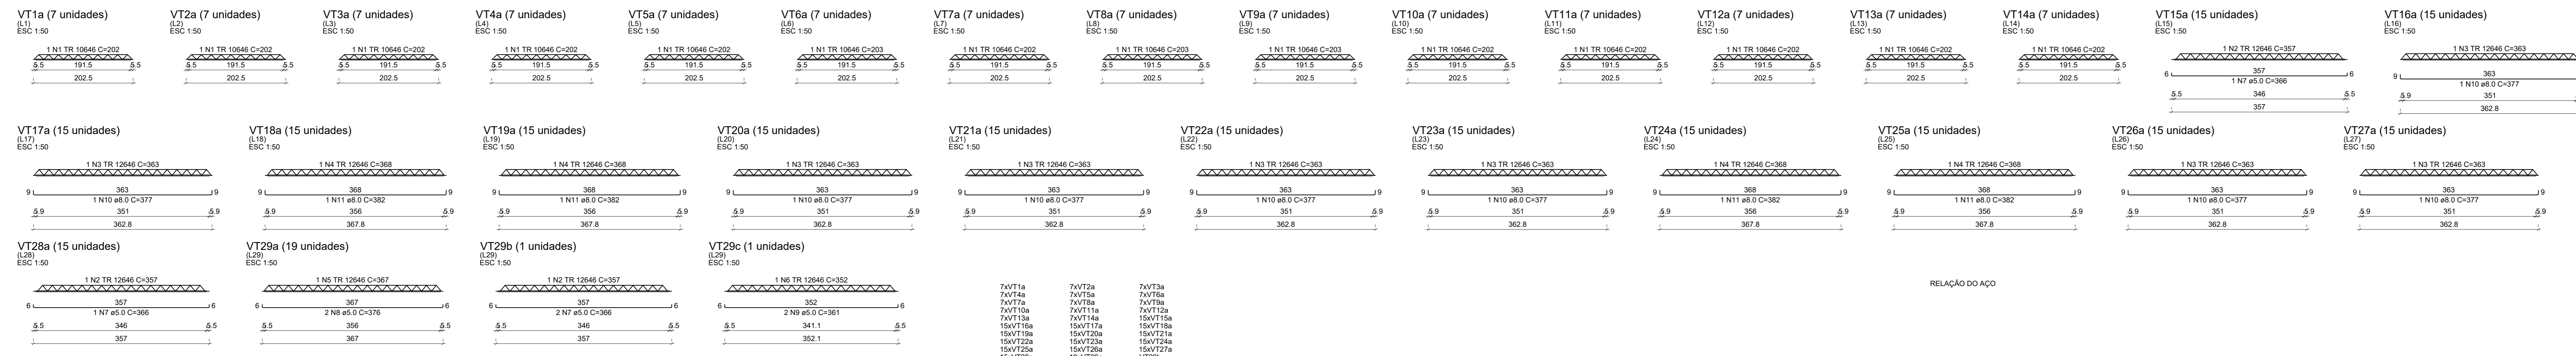 VT1a (7 unidades)
(L1)
ESC 1:50
1 N1 TR 10646 C=202
5.5 191.5 5.5
202.5
VT2a (7 unidades)
(L2)
ESC 1:50
1 N1 TR 10646 C=202
5.5 191.5 5.5
202.5
VT3a (7 unidades)
(L3)
ESC 1:50
1 N1 TR 10646 C=202
5.5 191.5 5.5
202.5
VT4a (7 unidades)
(L4)
ESC 1:50
1 N1 TR 10646 C=202
5.5 191.5 5.5
202.5
VT5a (7 unidades)
(L5)
ESC 1:50
1 N1 TR 10646 C=202
5.5 191.5 5.5
202.5
VT6a (7 unidades)
(L6)
ESC 1:50
1 N1 TR 10646 C=203
5.5 191.5 5.5
202.5
VT7a (7 unidades)
(L7)
ESC 1:50
1 N1 TR 10646 C=202
5.5 191.5 5.5
202.5
VT8a (7 unidades)
(L8)
ESC 1:50
1 N1 TR 10646 C=203
5.5 191.5 5.5
202.5
VT9a (7 unidades)
(L9)
ESC 1:50
1 N1 TR 10646 C=203
5.5 191.5 5.5
202.5
VT10a (7 unidades)
(L10)
ESC 1:50
1 N1 TR 10646 C=202
5.5 191.5 5.5
202.5
VT11a (7 unidades)
(L11)
ESC 1:50
1 N1 TR 10646 C=202
5.5 191.5 5.5
202.5
VT12a (7 unidades)
(L12)
ESC 1:50
1 N1 TR 10646 C=202
5.5 191.5 5.5
202.5
VT13a (7 unidades)
(L13)
ESC 1:50
1 N1 TR 10646 C=202
5.5 191.5 5.5
202.5
VT14a (7 unidades)
(L14)
ESC 1:50
1 N1 TR 10646 C=202
5.5 191.5 5.5
202.5
VT15a (15 unidades)
(L15)
ESC 1:50
1 N2 TR 12646 C=357
6 357 6
1 N7 ø5.0 C=366
5.5 346 5.5
357
VT16a (15 unidades)
(L16)
ESC 1:50
1 N3 TR 12646 C=363
9 363
1 N10 ø8.0 C=377
5.9 351
362.8
VT17a (15 unidades)
(L17)
ESC 1:50
1 N3 TR 12646 C=363
9 363 9
1 N10 ø8.0 C=377
5.9 351 5.9
362.8
VT18a (15 unidades)
(L18)
ESC 1:50
1 N4 TR 12646 C=368
9 368 9
1 N11 ø8.0 C=382
5.9 356 5.9
367.8
VT19a (15 unidades)
(L19)
ESC 1:50
1 N4 TR 12646 C=368
9 368 9
1 N11 ø8.0 C=382
5.9 356 5.9
367.8
VT20a (15 unidades)
(L20)
ESC 1:50
1 N3 TR 12646 C=363
9 363 9
1 N10 ø8.0 C=377
5.9 351 5.9
362.8
VT21a (15 unidades)
(L21)
ESC 1:50
1 N3 TR 12646 C=363
9 363 9
1 N10 ø8.0 C=377
5.9 351 5.9
362.8
VT22a (15 unidades)
(L22)
ESC 1:50
1 N3 TR 12646 C=363
9 363 9
1 N10 ø8.0 C=377
5.9 351 5.9
362.8
VT23a (15 unidades)
(L23)
ESC 1:50
1 N3 TR 12646 C=363
9 363 9
1 N10 ø8.0 C=377
5.9 351 5.9
362.8
VT24a (15 unidades)
(L24)
ESC 1:50
1 N4 TR 12646 C=368
9 368 9
1 N11 ø8.0 C=382
5.9 356 5.9
367.8
VT25a (15 unidades)
(L25)
ESC 1:50
1 N4 TR 12646 C=368
9 368 9
1 N11 ø8.0 C=382
5.9 356 5.9
367.8
VT26a (15 unidades)
(L26)
ESC 1:50
1 N3 TR 12646 C=363
9 363 9
1 N10 ø8.0 C=377
5.9 351 5.9
362.8
VT27a (15 unidades)
(L27)
ESC 1:50
1 N3 TR 12646 C=363
9 363 9
1 N10 ø8.0 C=377
5.9 351 5.9
362.8
VT28a (15 unidades)
(L28)
ESC 1:50
1 N2 TR 12646 C=357
6 357 6
1 N7 ø5.0 C=366
5.5 346 5.5
357
VT29a (19 unidades)
(L29)
ESC 1:50
1 N5 TR 12646 C=367
6 367 6
2 N8 ø5.0 C=376
5.5 356 5.5
367
VT29b (1 unidades)
(L29)
ESC 1:50
1 N2 TR 12646 C=357
6 357 6
2 N7 ø5.0 C=366
5.5 346 5.5
357
VT29c (1 unidades)
(L29)
ESC 1:50
1 N6 TR 12646 C=352
6 352 6
2 N9 ø5.0 C=361
5.5 341.1 5.5
352.1
7xVT1a 7xVT2a 7xVT3a
7xVT4a 7xVT5a 7xVT6a
7xVT7a 7xVT8a 7xVT9a
7xVT10a 7xVT11a 7xVT12a
7xVT13a 7xVT14a 15xVT15a
15xVT16a 15xVT17a 15xVT18a
15xVT19a 15xVT20a 15xVT21a
15xVT22a 15xVT23a 15xVT24a
15xVT25a 15xVT26a 15xVT27a
RELAÇÃO DO AÇO